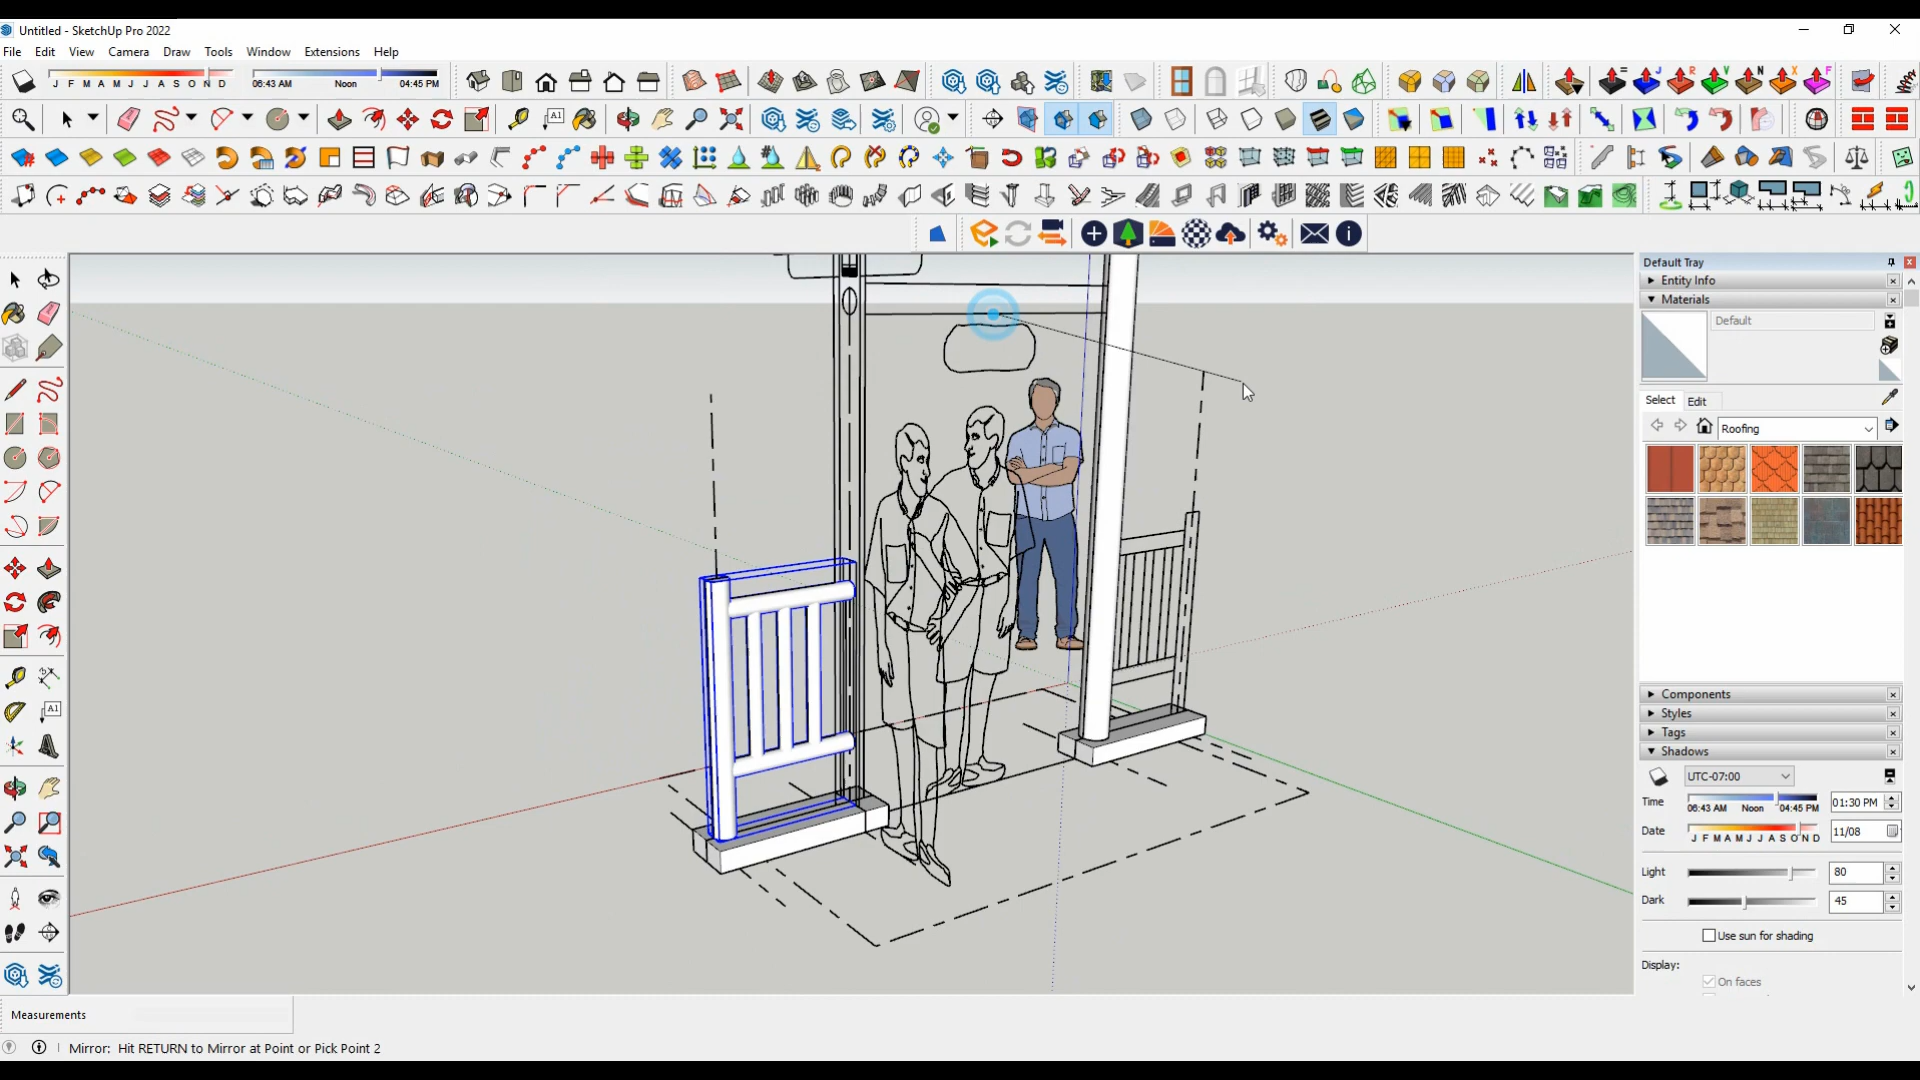 Untitled - SketchUp Pro 2022
File Edit View Camera Draw Tools Window Extensions Help
J F M A M J J A S O N D 06:43 AM Noon 04:45 PM
A1
Default Tray
Entity Info
Materials
Default
Select Edit
Roofing
Components
Styles
Tags
Shadows
UTC-07:00
Time 06:43 AM Noon 04:45 PM 01:30 PM
Date J F M A M J J A S O N D 11/08
Light 80
Dark 45
Use sun for shading
Display:
On faces
A1
Measurements
Mirror: Hit RETURN to Mirror at Point or Pick Point 2